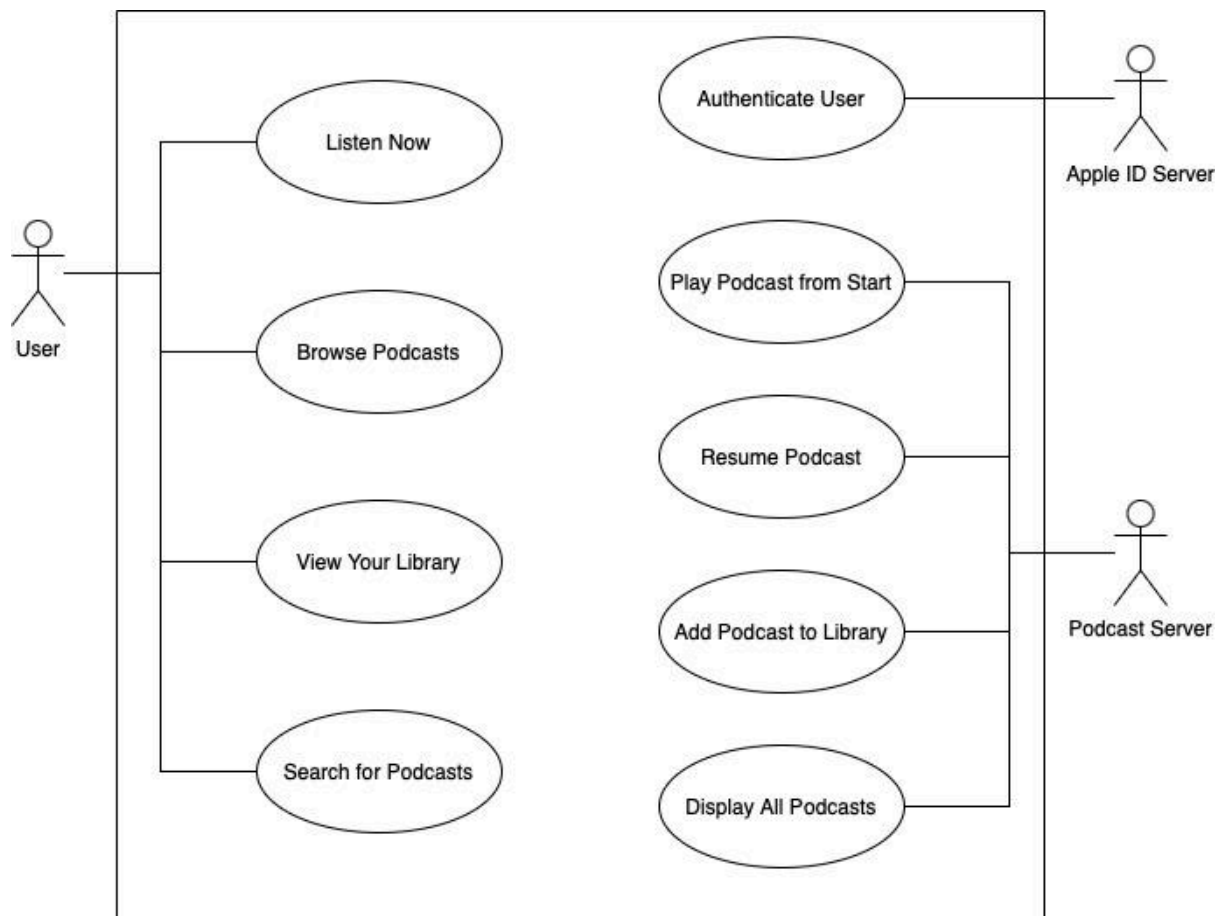 Authenticate User
Listen Now
Apple ID Server
Play Podcast from Start
User
Browse Podcasts
Resume Podcast
View Your Library
Add Podcast to Library
Podcast Server
Search for Podcasts
Display All Podcasts